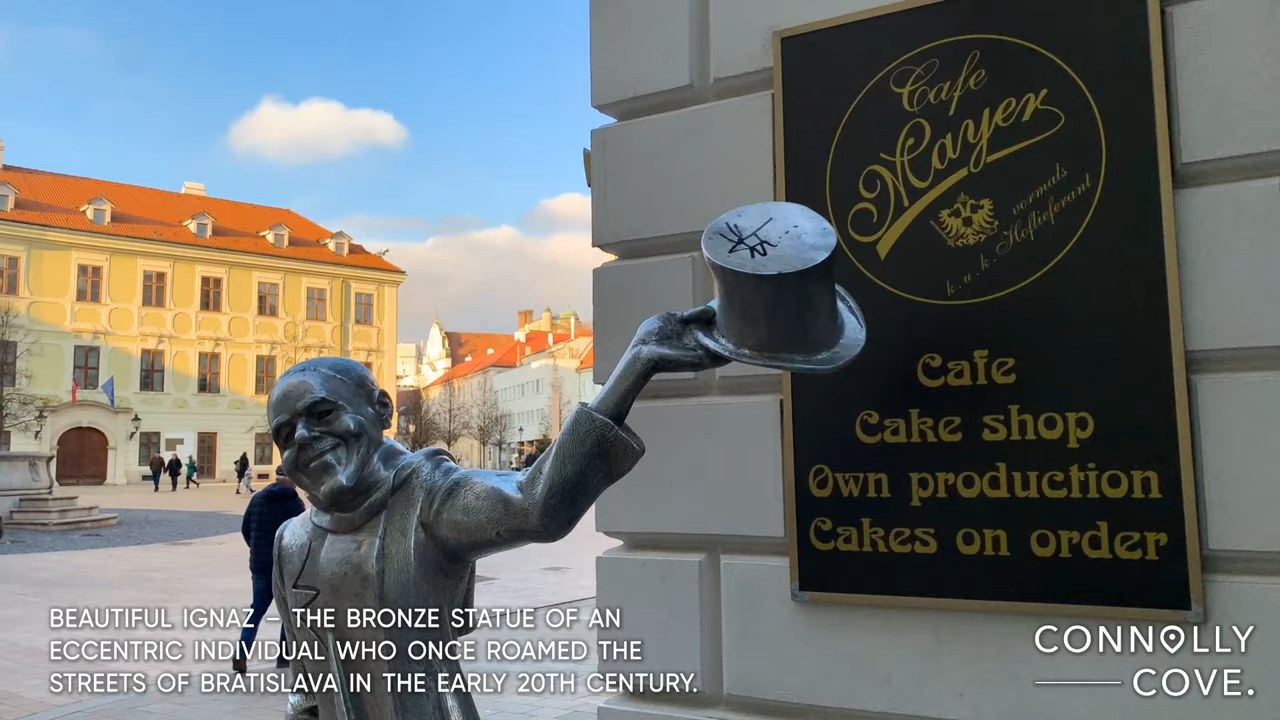 Cafe
Mayer
vormals
k.u.k. Hoflieferant
Cafe
Cake shop
Own production
Cakes on order
BEAUTIFUL IGNAZ – THE BRONZE STATUE OF AN
ECCENTRIC INDIVIDUAL WHO ONCE ROAMED THE
STREETS OF BRATISLAVA IN THE EARLY 20TH CENTURY.
CONNOLLY
COVE.